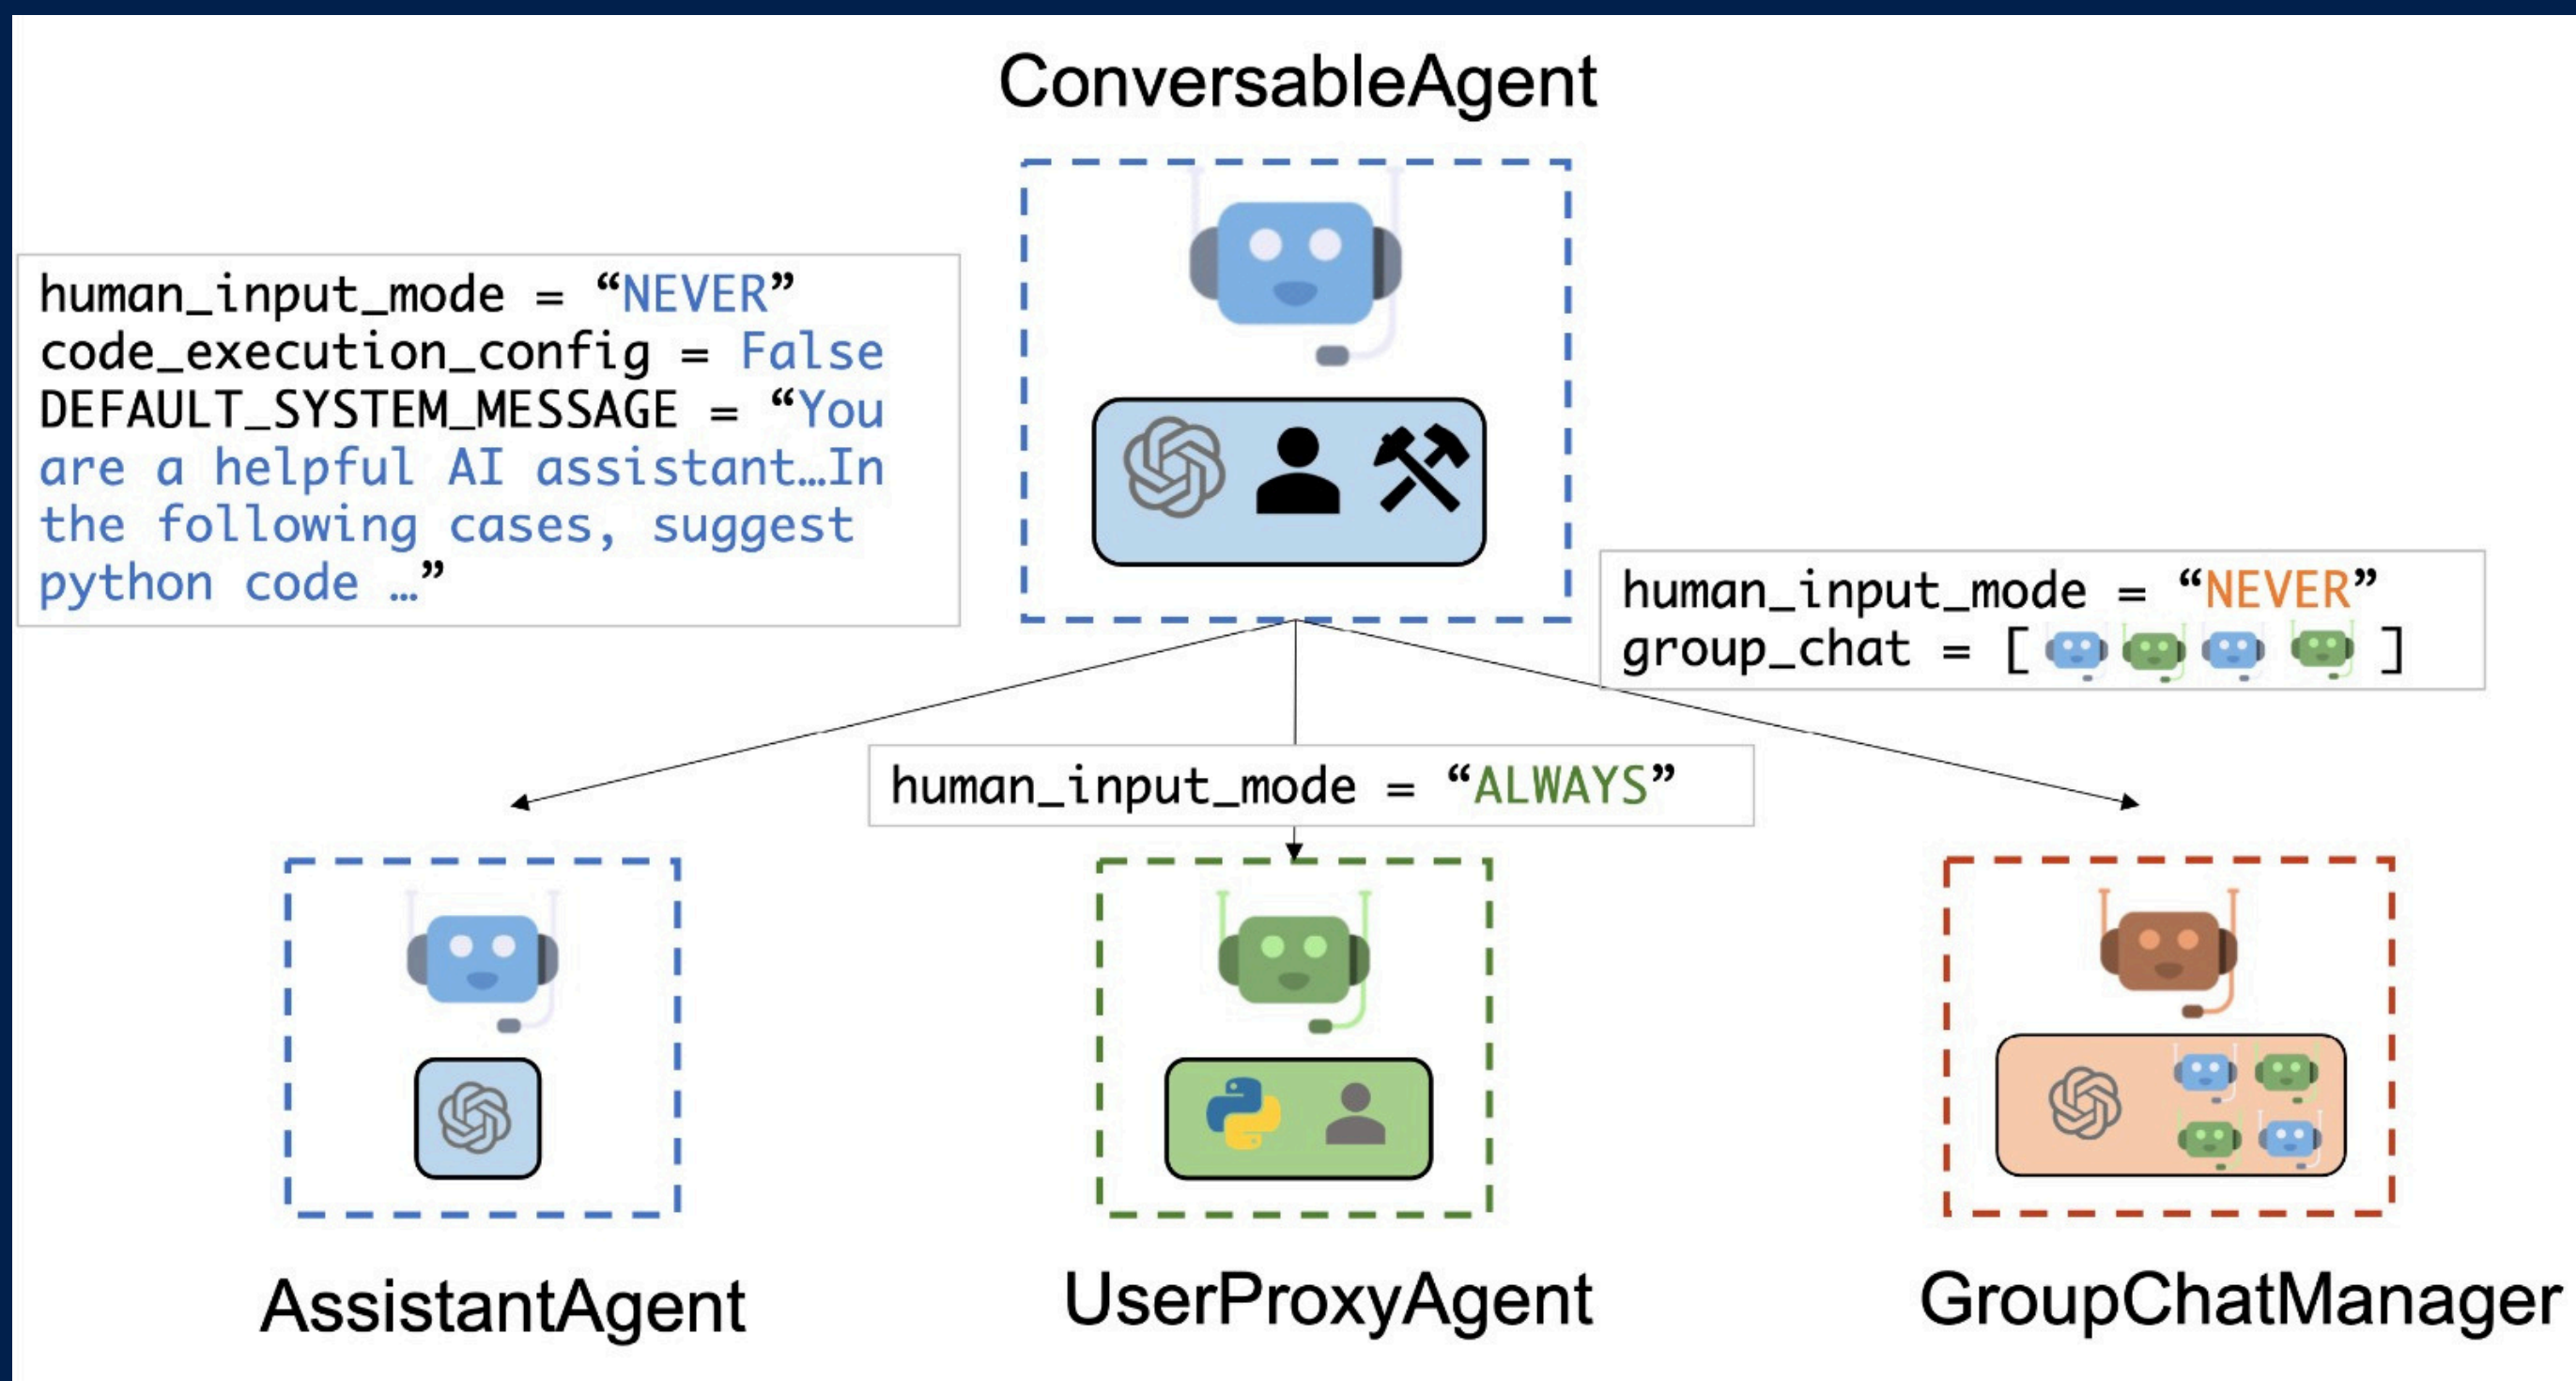 ConversableAgent
human_input_mode = “NEVER”
code_execution_config = False
DEFAULT_SYSTEM_MESSAGE = “You
are a helpful AI assistant…In
the following cases, suggest
python code …”
human_input_mode = “NEVER”
group_chat = [ ]
human_input_mode = “ALWAYS”
AssistantAgent
UserProxyAgent
GroupChatManager